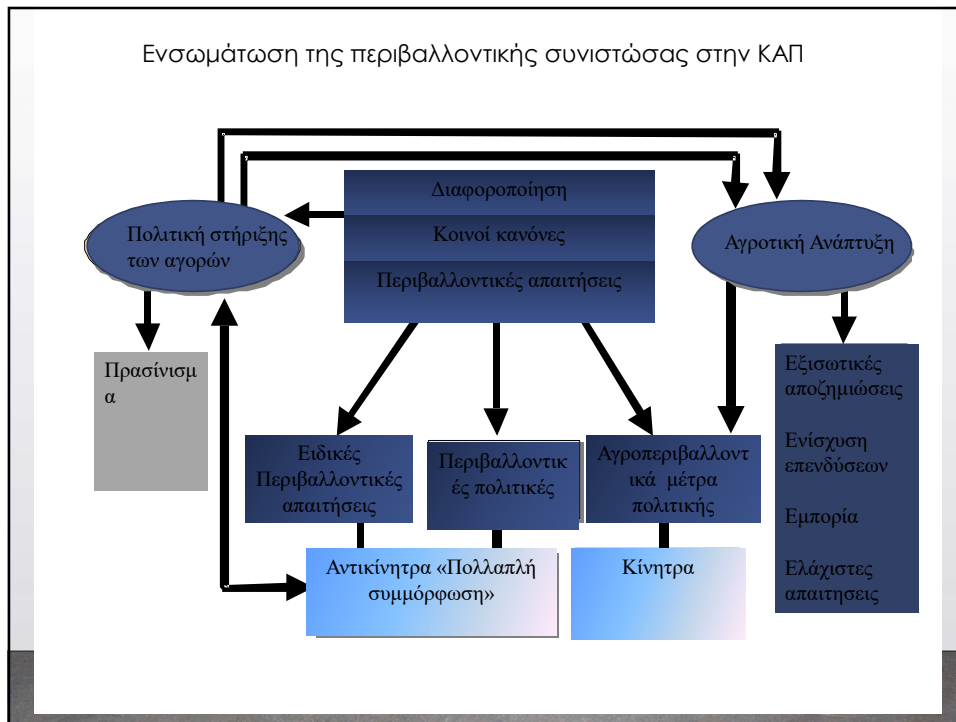 Ενσωμάτωση της περιβαλλοντικής συνιστώσας στην ΚΑΠ
Διαφοροποίηση
Κοινοί κανόνες
Περιβαλλοντικές απαιτήσεις
Πολιτική στήριξης
των αγορών
Αγροτική Ανάπτυξη
Πρασίνισμ
α
Εξισωτικές
αποζημιώσεις
Ενίσχυση
επενδύσεων
Εμπορία
Ελάχιστες
απαιτησεις
Ειδικές
Περιβαλλοντικές
απαιτήσεις
Περιβαλλοντικ
ές πολιτικές
Αγροπεριβαλλοντ
ικά μέτρα
πολιτικής
Αντικίνητρα «Πολλαπλή
συμμόρφωση»
Κίνητρα